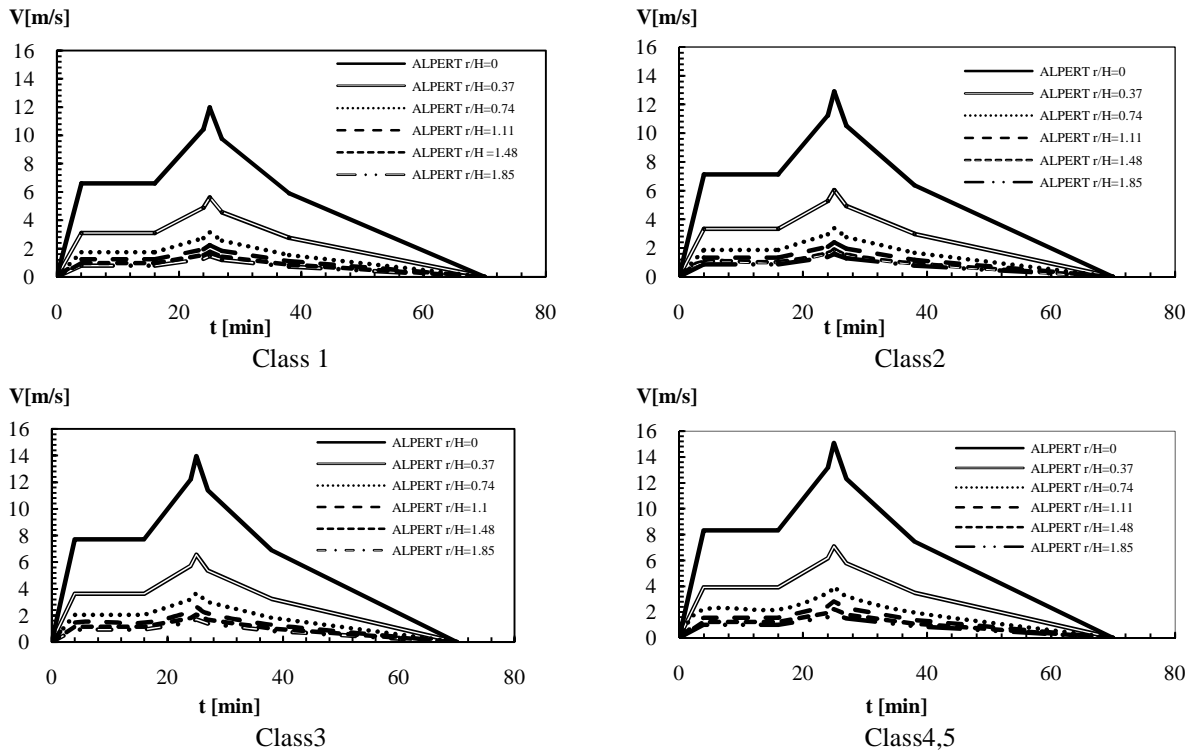 V[m/s]
16
14
12
10
8
6
4
2
0
0 20 40 60 80
t [min]
ALPERT r/H=0
ALPERT r/H=0.37
ALPERT r/H=0.74
ALPERT r/H=1.11
ALPERT r/H =1.48
ALPERT r/H=1.85
Class 1
V[m/s]
16
14
12
10
8
6
4
2
0
0 20 40 60 80
t [min]
ALPERT r/H=0
ALPERT r/H=0.37
ALPERT r/H=0.74
ALPERT r/H=1.11
ALPERT r/H=1.48
ALPERT r/H=1.85
Class2
V[m/s]
16
14
12
10
8
6
4
2
0
0 20 40 60 80
t [min]
ALPERT r/H=0
ALPERT r/H=0.37
ALPERT r/H=0.74
ALPERT r/H=1.1
ALPERT r/H=1.48
ALPERT r/H=1.85
Class3
V[m/s]
16
14
12
10
8
6
4
2
0
0 20 40 60 80
t [min]
ALPERT r/H=0
ALPERT r/H=0.37
ALPERT r/H=0.74
ALPERT r/H=1.11
ALPERT r/H=1.48
ALPERT r/H=1.85
Class4,5